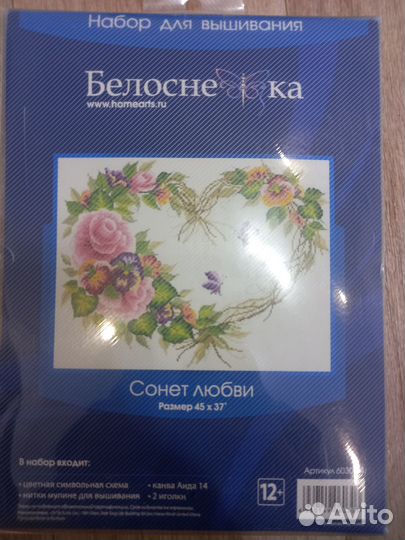 Набор для вышивания
Белоснежка
www.homearts.ru
Сонет любви
Размер 45 x 37*
В набор входит:
• цветная символьная схема
• канва Аида 14
• нитки мулине для вышивания
• 2 иголки
Артикул
12+
Avito